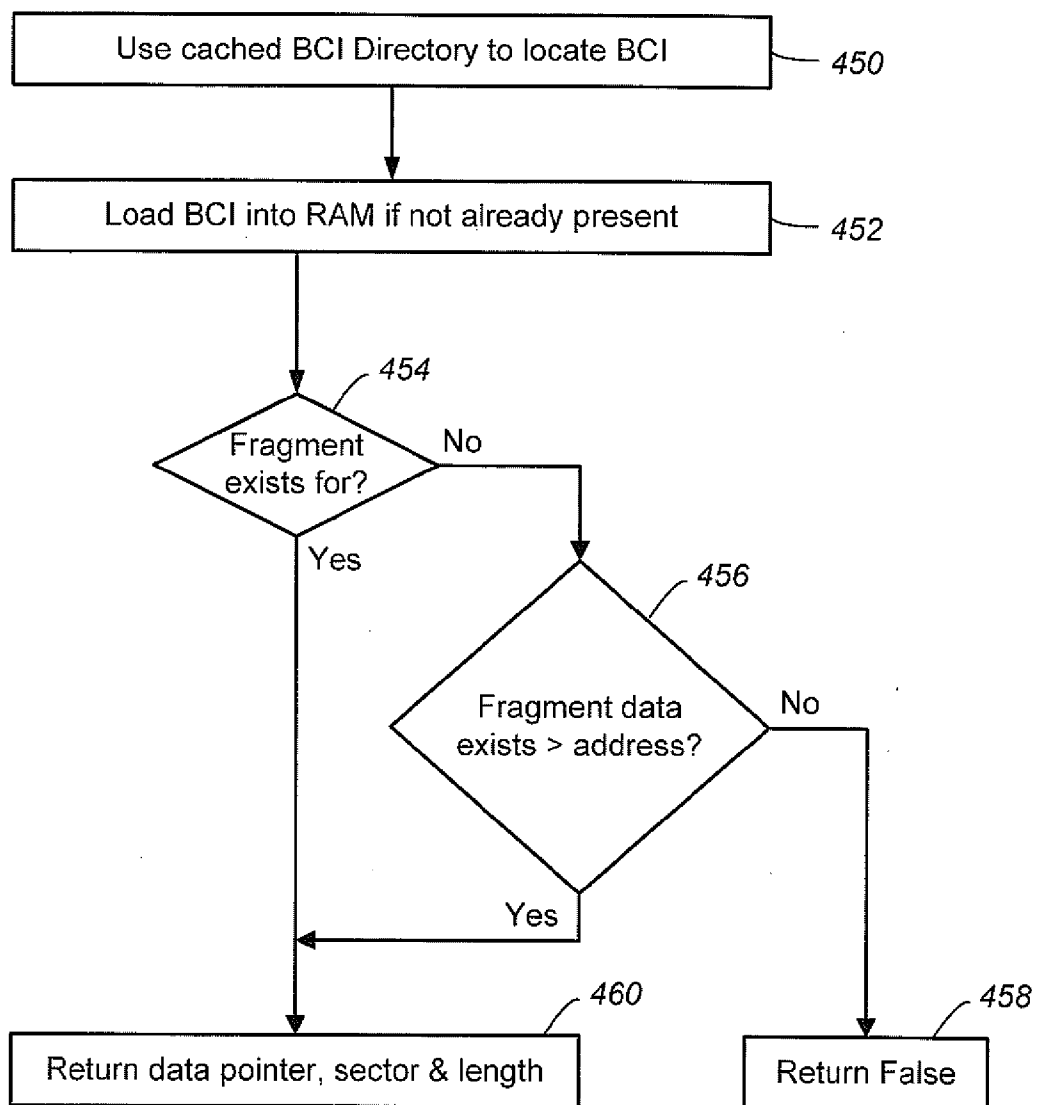 Use cached BCI Directory to locate BCI
450
Load BCI into RAM if not already present
452
454
Fragment
exists for?
No
Yes
456
Fragment data
exists > address?
No
Yes
460
Return data pointer, sector & length
458
Return False